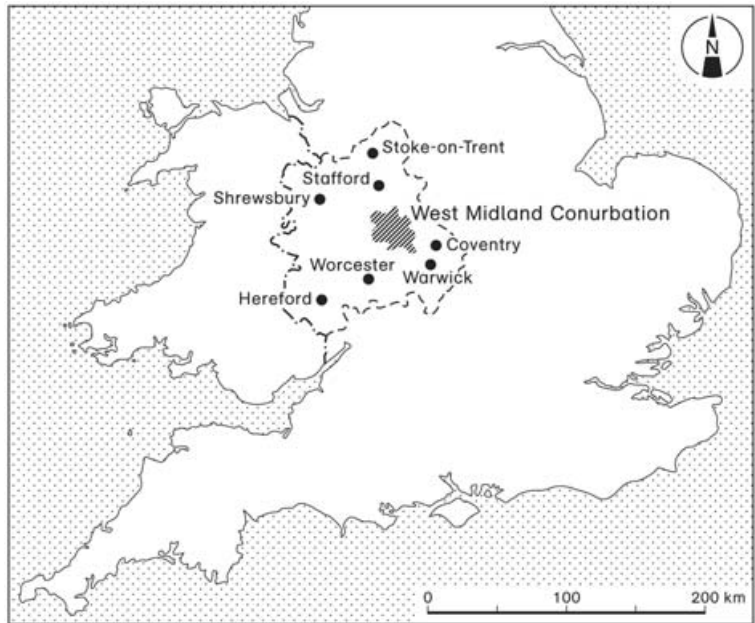 N
Stoke-on-Trent
Stafford
Shrewsbury
West Midland Conurbation
Coventry
Worcester
Warwick
Hereford
0 100 200 km